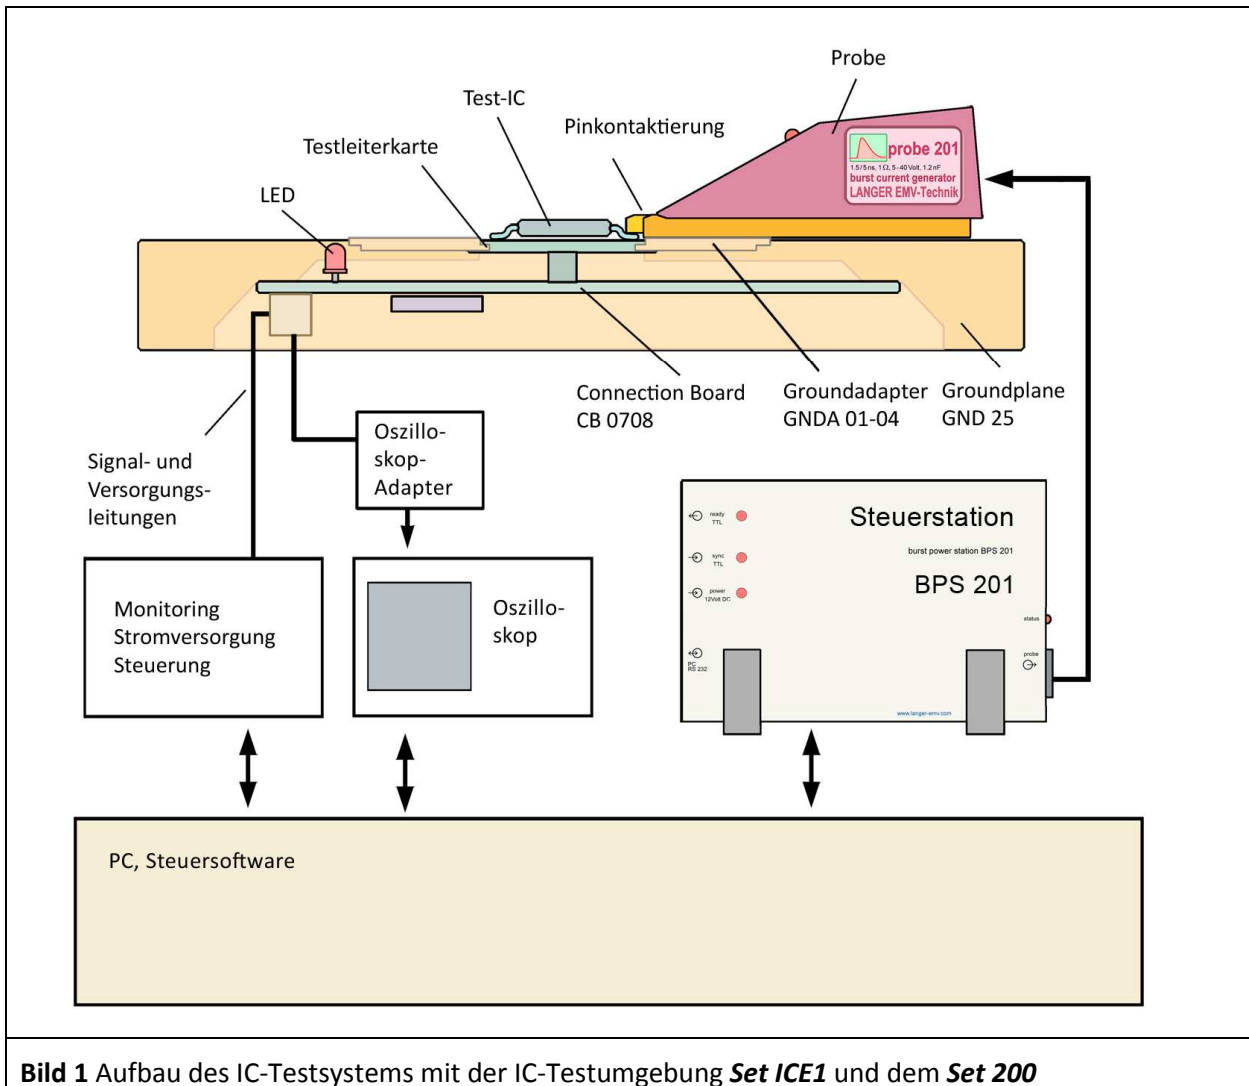 Probe
Test-IC
Pinkontaktierung
Testleiterkarte
LED
probe 201
1.5/5 ns, 1 Ω, 5-40 Volt, 1.2 nF
burst current generator
LANGER EMV-Technik
Connection Board
CB 0708
Groundadapter
GNDA 01-04
Groundplane
GND 25
Signal- und
Versorgungs-
leitungen
Oszillo-
skop-
Adapter
Monitoring
Stromversorgung
Steuerung
Oszillo-
skop
ready
TTL
sync
TTL
power
12Volt DC
PC
RS 232
Steuerstation
burst power station BPS 201
BPS 201
status
probe
www.langer-emv.com
PC, Steuersoftware
Bild 1 Aufbau des IC-Testsystems mit der IC-Testumgebung Set ICE1 und dem Set 200